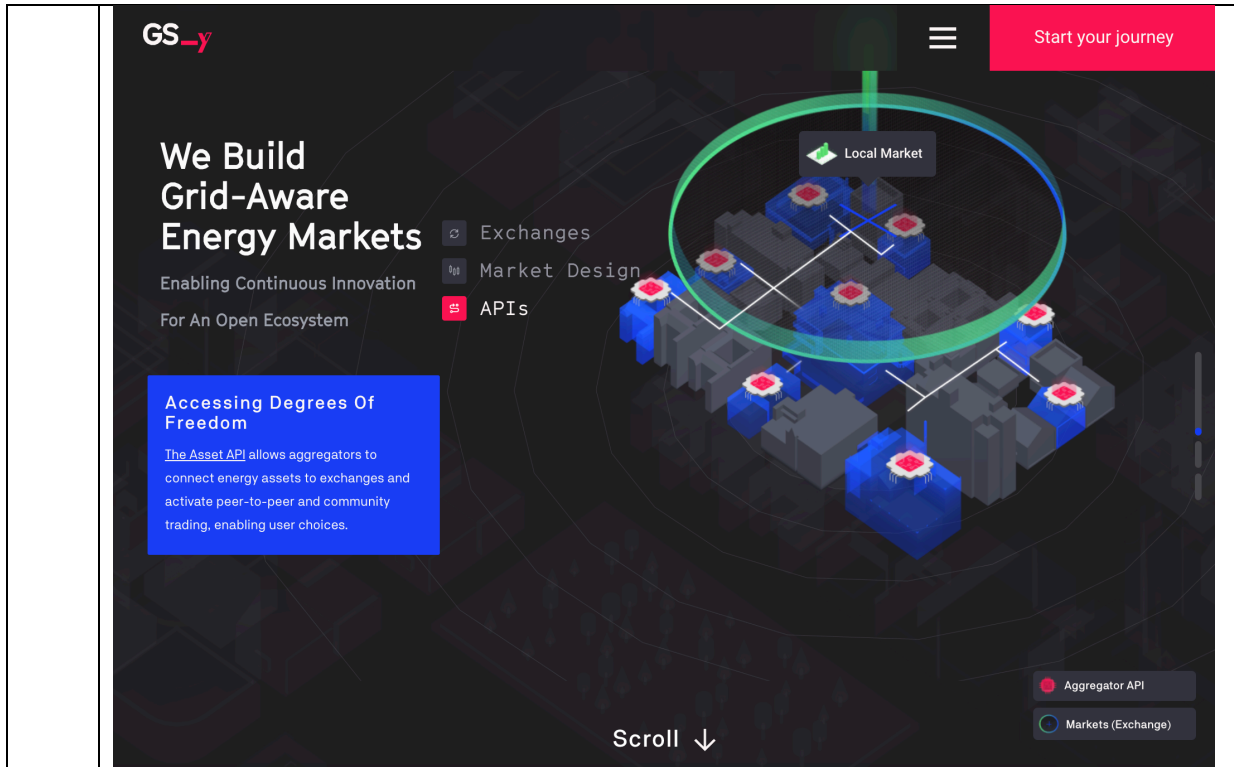 GS_y
Start your journey
We Build
Grid-Aware
Energy Markets
Enabling Continuous Innovation
For An Open Ecosystem
Exchanges
Market Design
APIs
Local Market
Accessing Degrees Of
Freedom
The Asset API allows aggregators to
connect energy assets to exchanges and
activate peer-to-peer and community
trading, enabling user choices.
Aggregator API
Markets (Exchange)
Scroll ↓